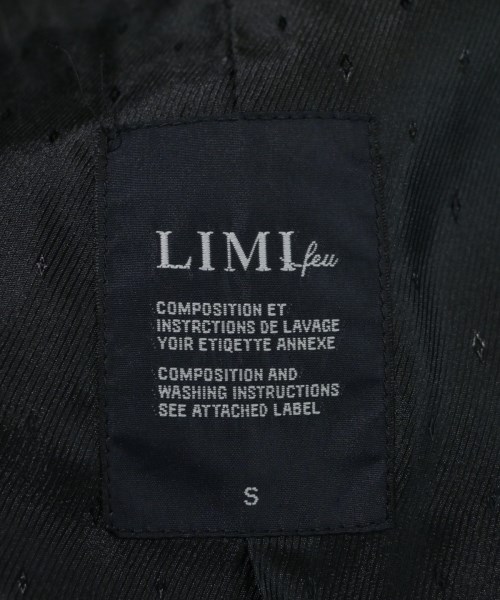 LIMI feu
COMPOSITION ET
INSTRCTIONS DE LAVAGE
YOIR ETIQETTE ANNEXE
COMPOSITION AND
WASHING INSTRUCTIONS
SEE ATTACHED LABEL
S